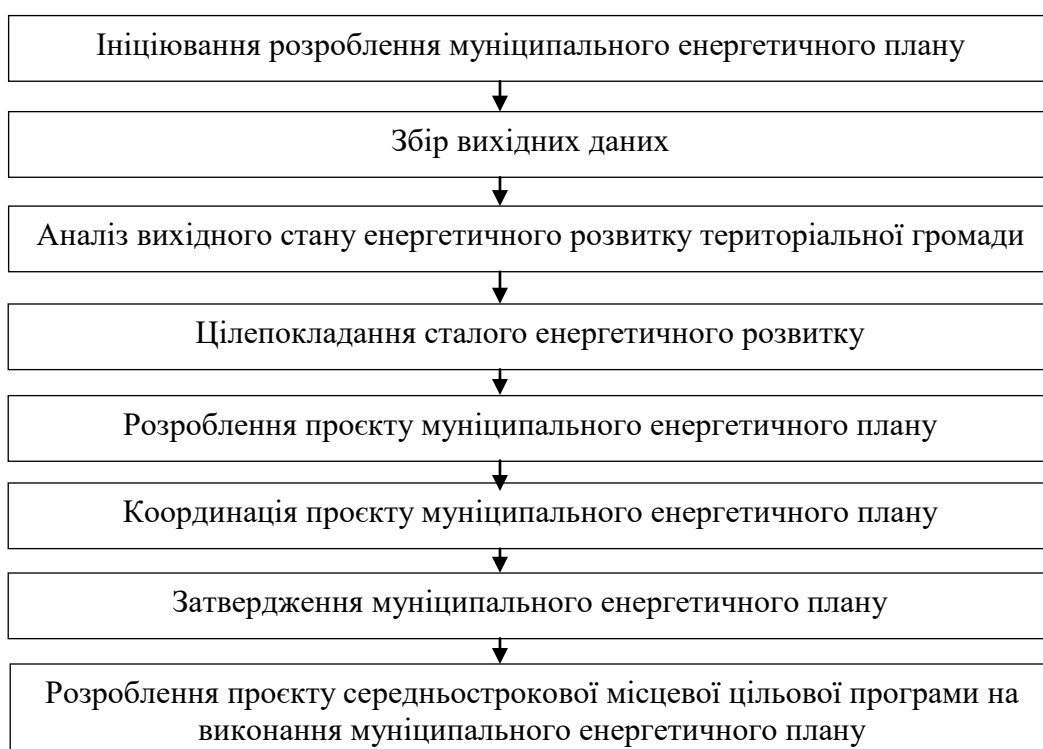 Ініціювання розроблення муніципального енергетичного плану
Збір вихідних даних
Аналіз вихідного стану енергетичного розвитку територіальної громади
Цілепокладання сталого енергетичного розвитку
Розроблення проєкту муніципального енергетичного плану
Координація проєкту муніципального енергетичного плану
Затвердження муніципального енергетичного плану
Розроблення проєкту середньострокової місцевої цільової програми на
виконання муніципального енергетичного плану